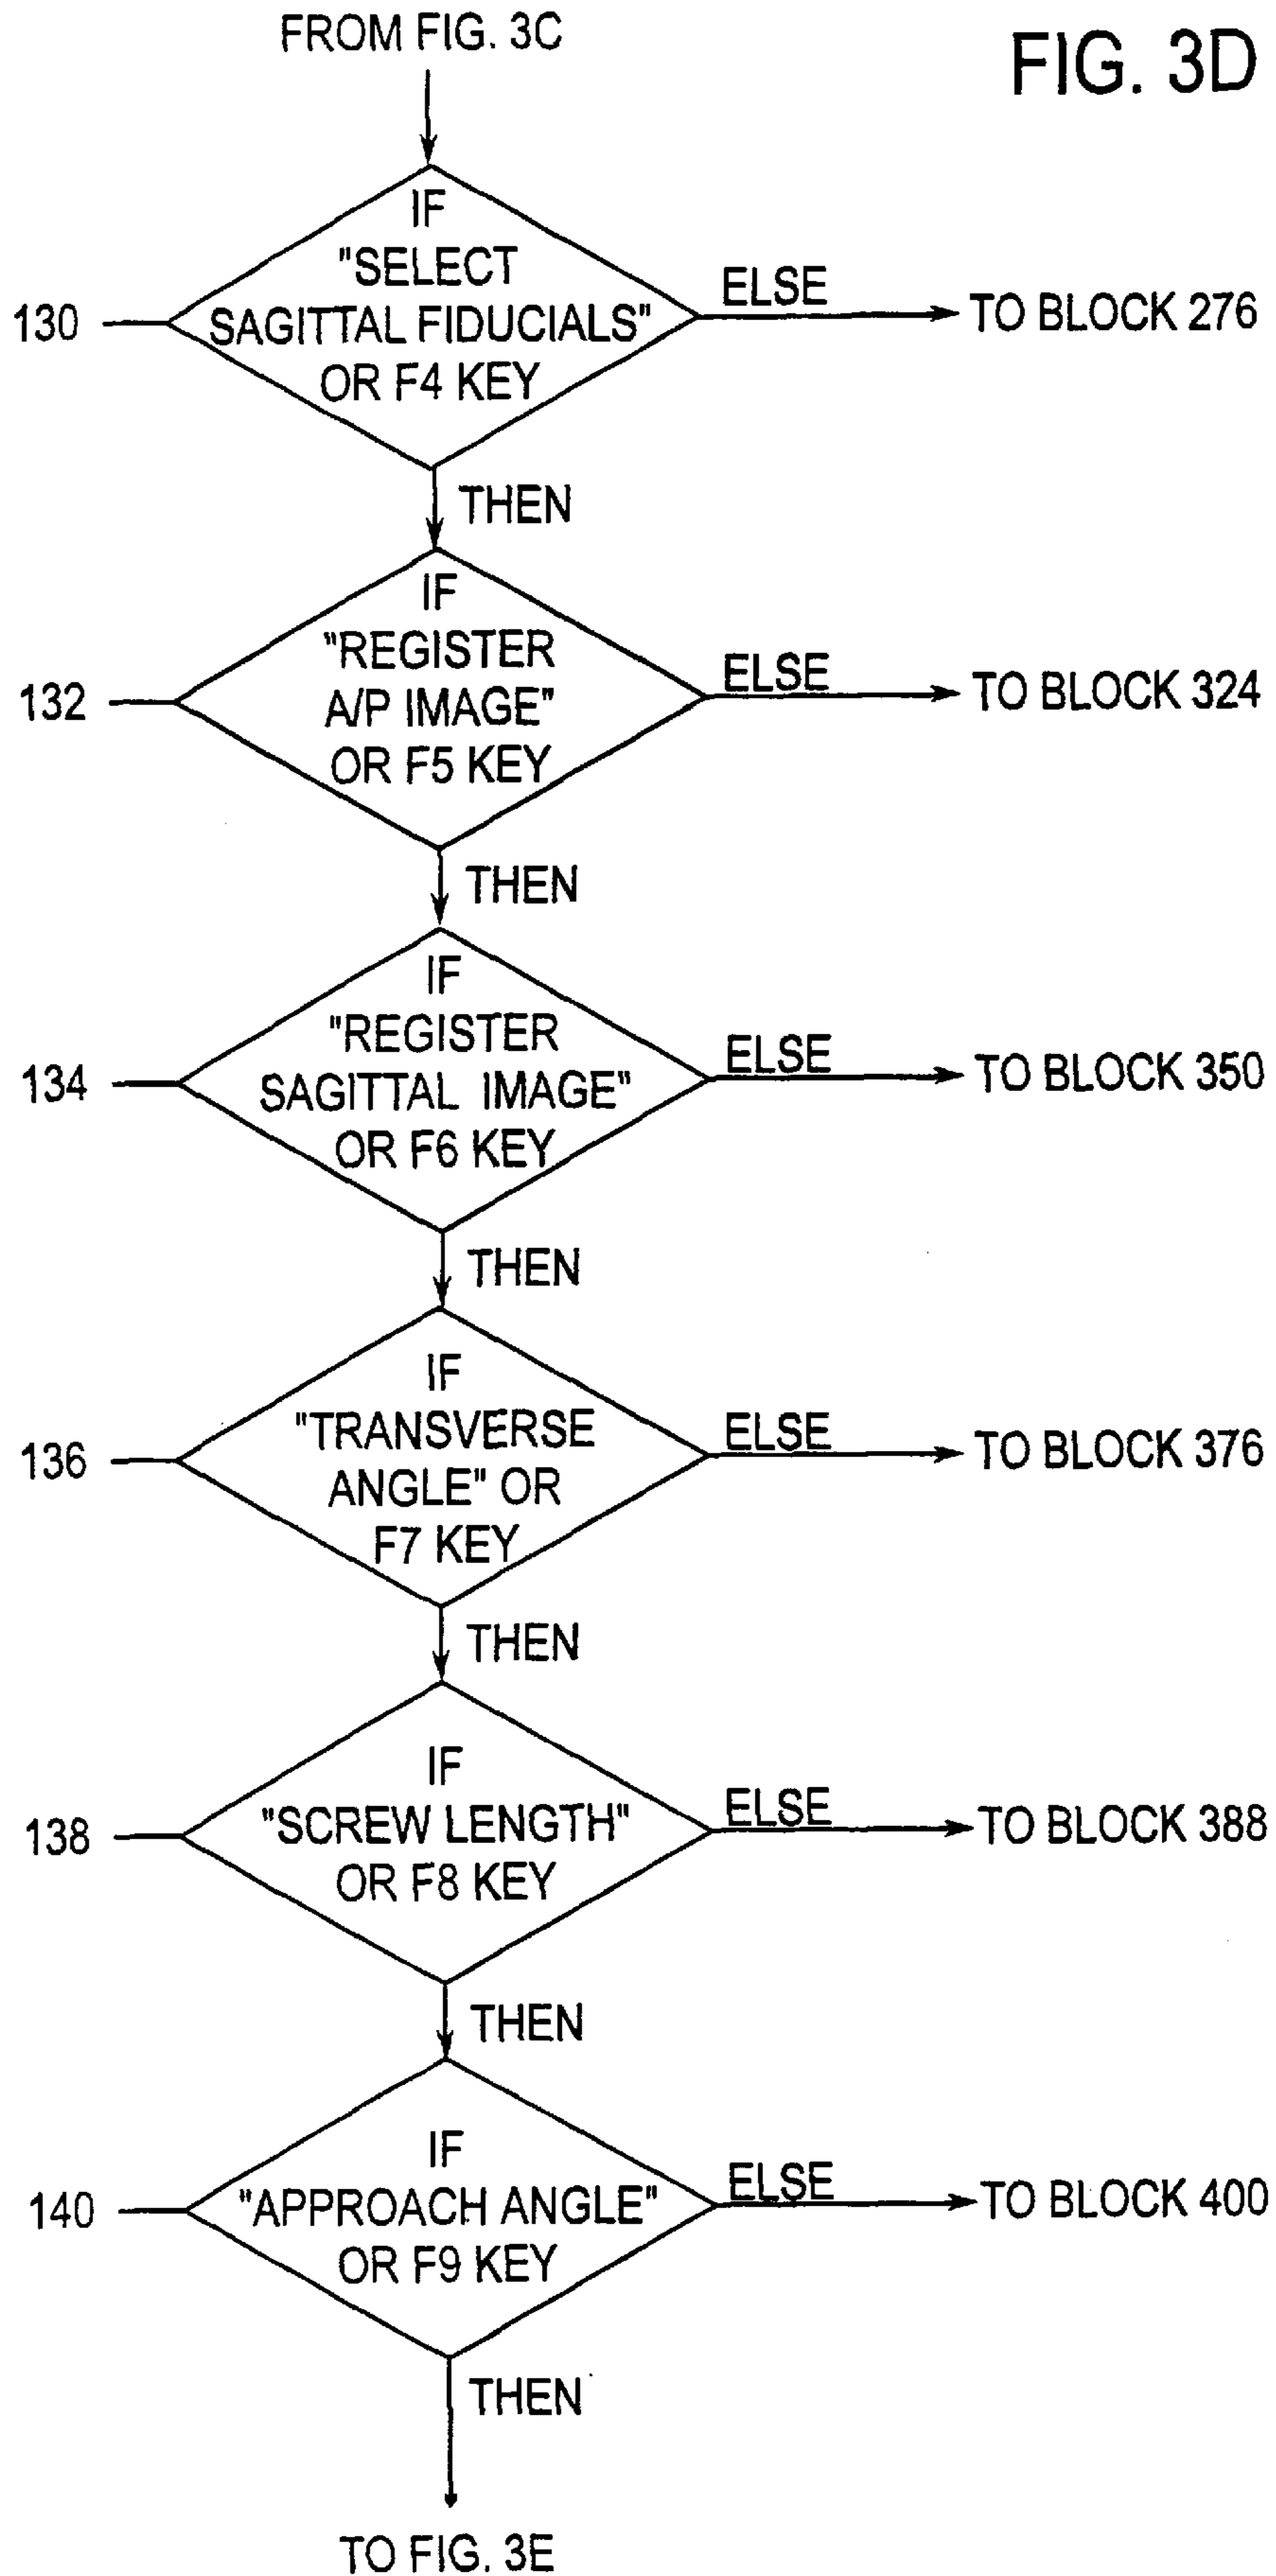 FROM FIG. 3C
FIG. 3D
IF
"SELECT
SAGITTAL FIDUCIALS"
OR F4 KEY
130
ELSE
TO BLOCK 276
THEN
IF
"REGISTER
A/P IMAGE"
OR F5 KEY
132
ELSE
TO BLOCK 324
THEN
IF
"REGISTER
SAGITTAL IMAGE"
OR F6 KEY
134
ELSE
TO BLOCK 350
THEN
IF
"TRANSVERSE
ANGLE" OR
F7 KEY
136
ELSE
TO BLOCK 376
THEN
IF
"SCREW LENGTH"
OR F8 KEY
138
ELSE
TO BLOCK 388
THEN
IF
"APPROACH ANGLE"
OR F9 KEY
140
ELSE
TO BLOCK 400
THEN
TO FIG. 3E